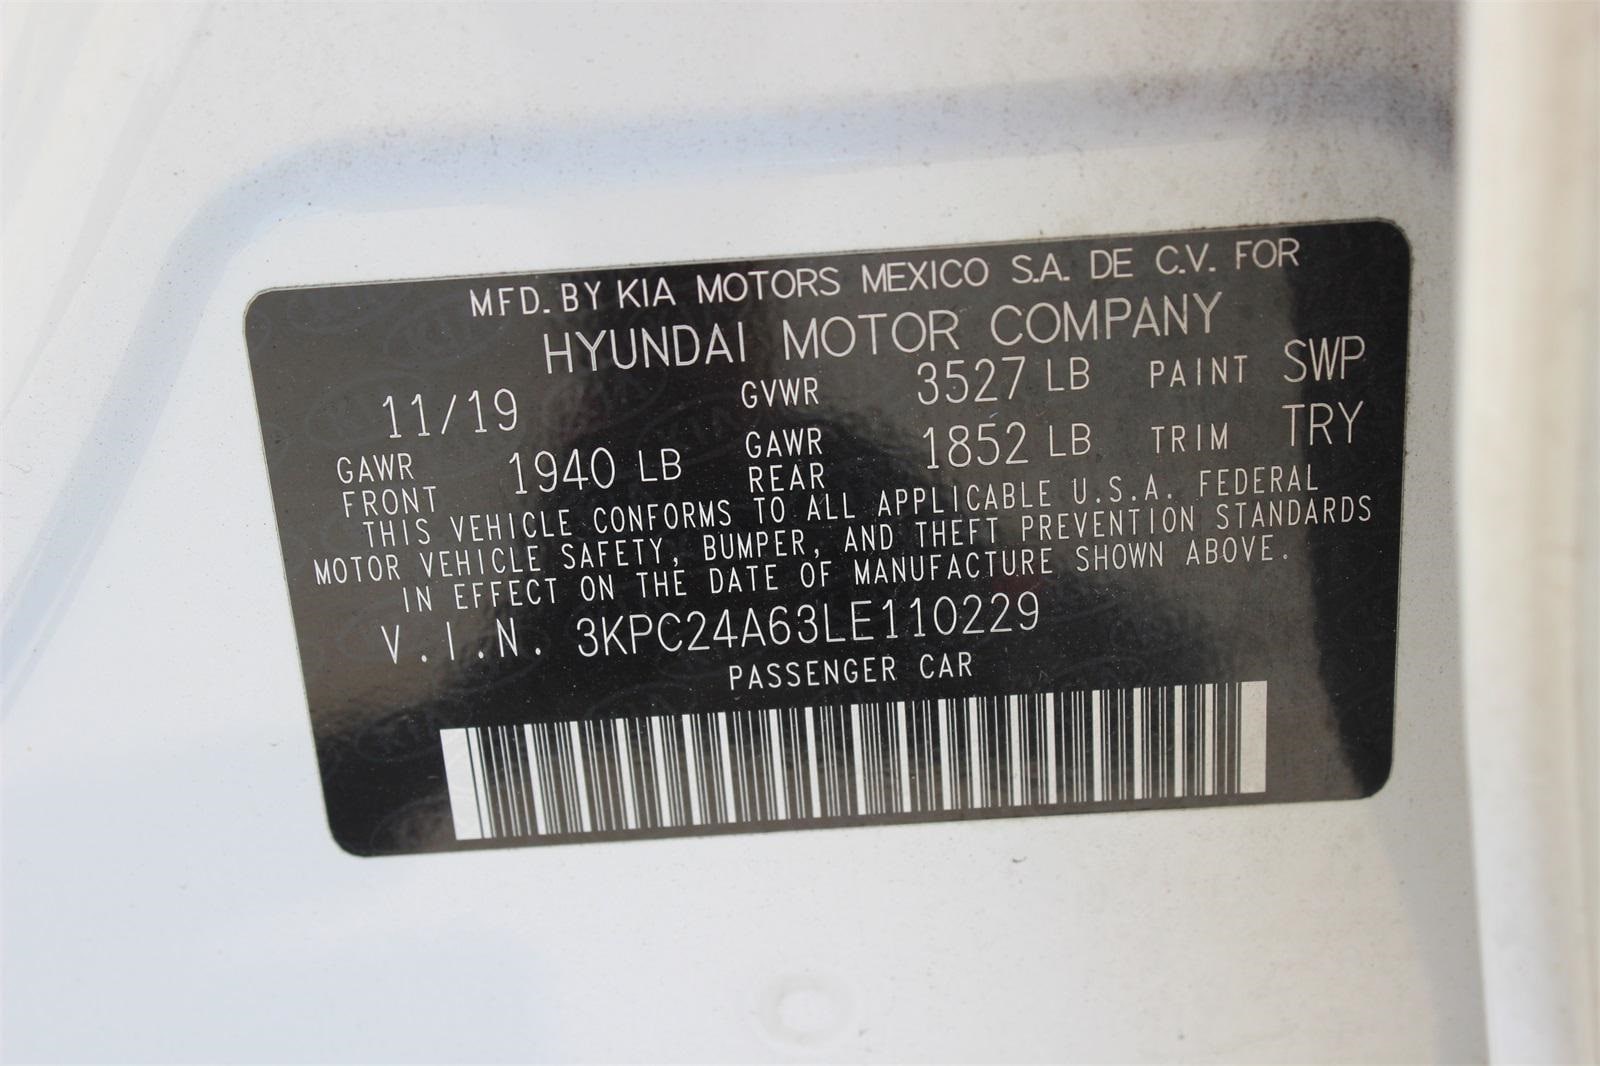 MFD. BY KIA MOTORS MEXICO S.A. DE C.V. FOR
HYUNDAI MOTOR COMPANY
11/19 GVWR 3527 LB PAINT SWP
GAWR FRONT 1940 LB GAWR REAR 1852 LB TRIM TRY
THIS VEHICLE CONFORMS TO ALL APPLICABLE U.S.A. FEDERAL
MOTOR VEHICLE SAFETY, BUMPER, AND THEFT PREVENTION STANDARDS
IN EFFECT ON THE DATE OF MANUFACTURE SHOWN ABOVE.
V.I.N. 3KPC24A63LE110229
PASSENGER CAR